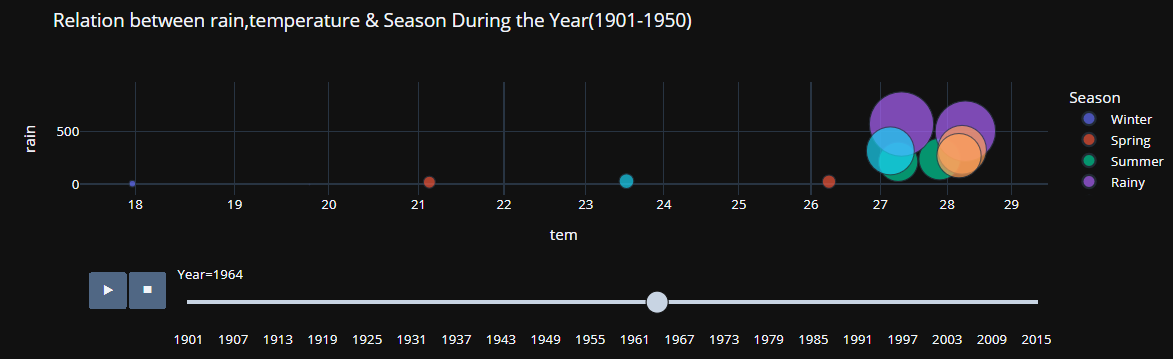 Relation between rain,temperature & Season During the Year(1901-1950)
Season
Winter
Spring
Summer
Rainy
rain
500
0
18 19 20 21 22 23 24 25 26 27 28 29
tem
Year=1964
1901 1907 1913 1919 1925 1931 1937 1943 1949 1955 1961 1967 1973 1979 1985 1991 1997 2003 2009 2015